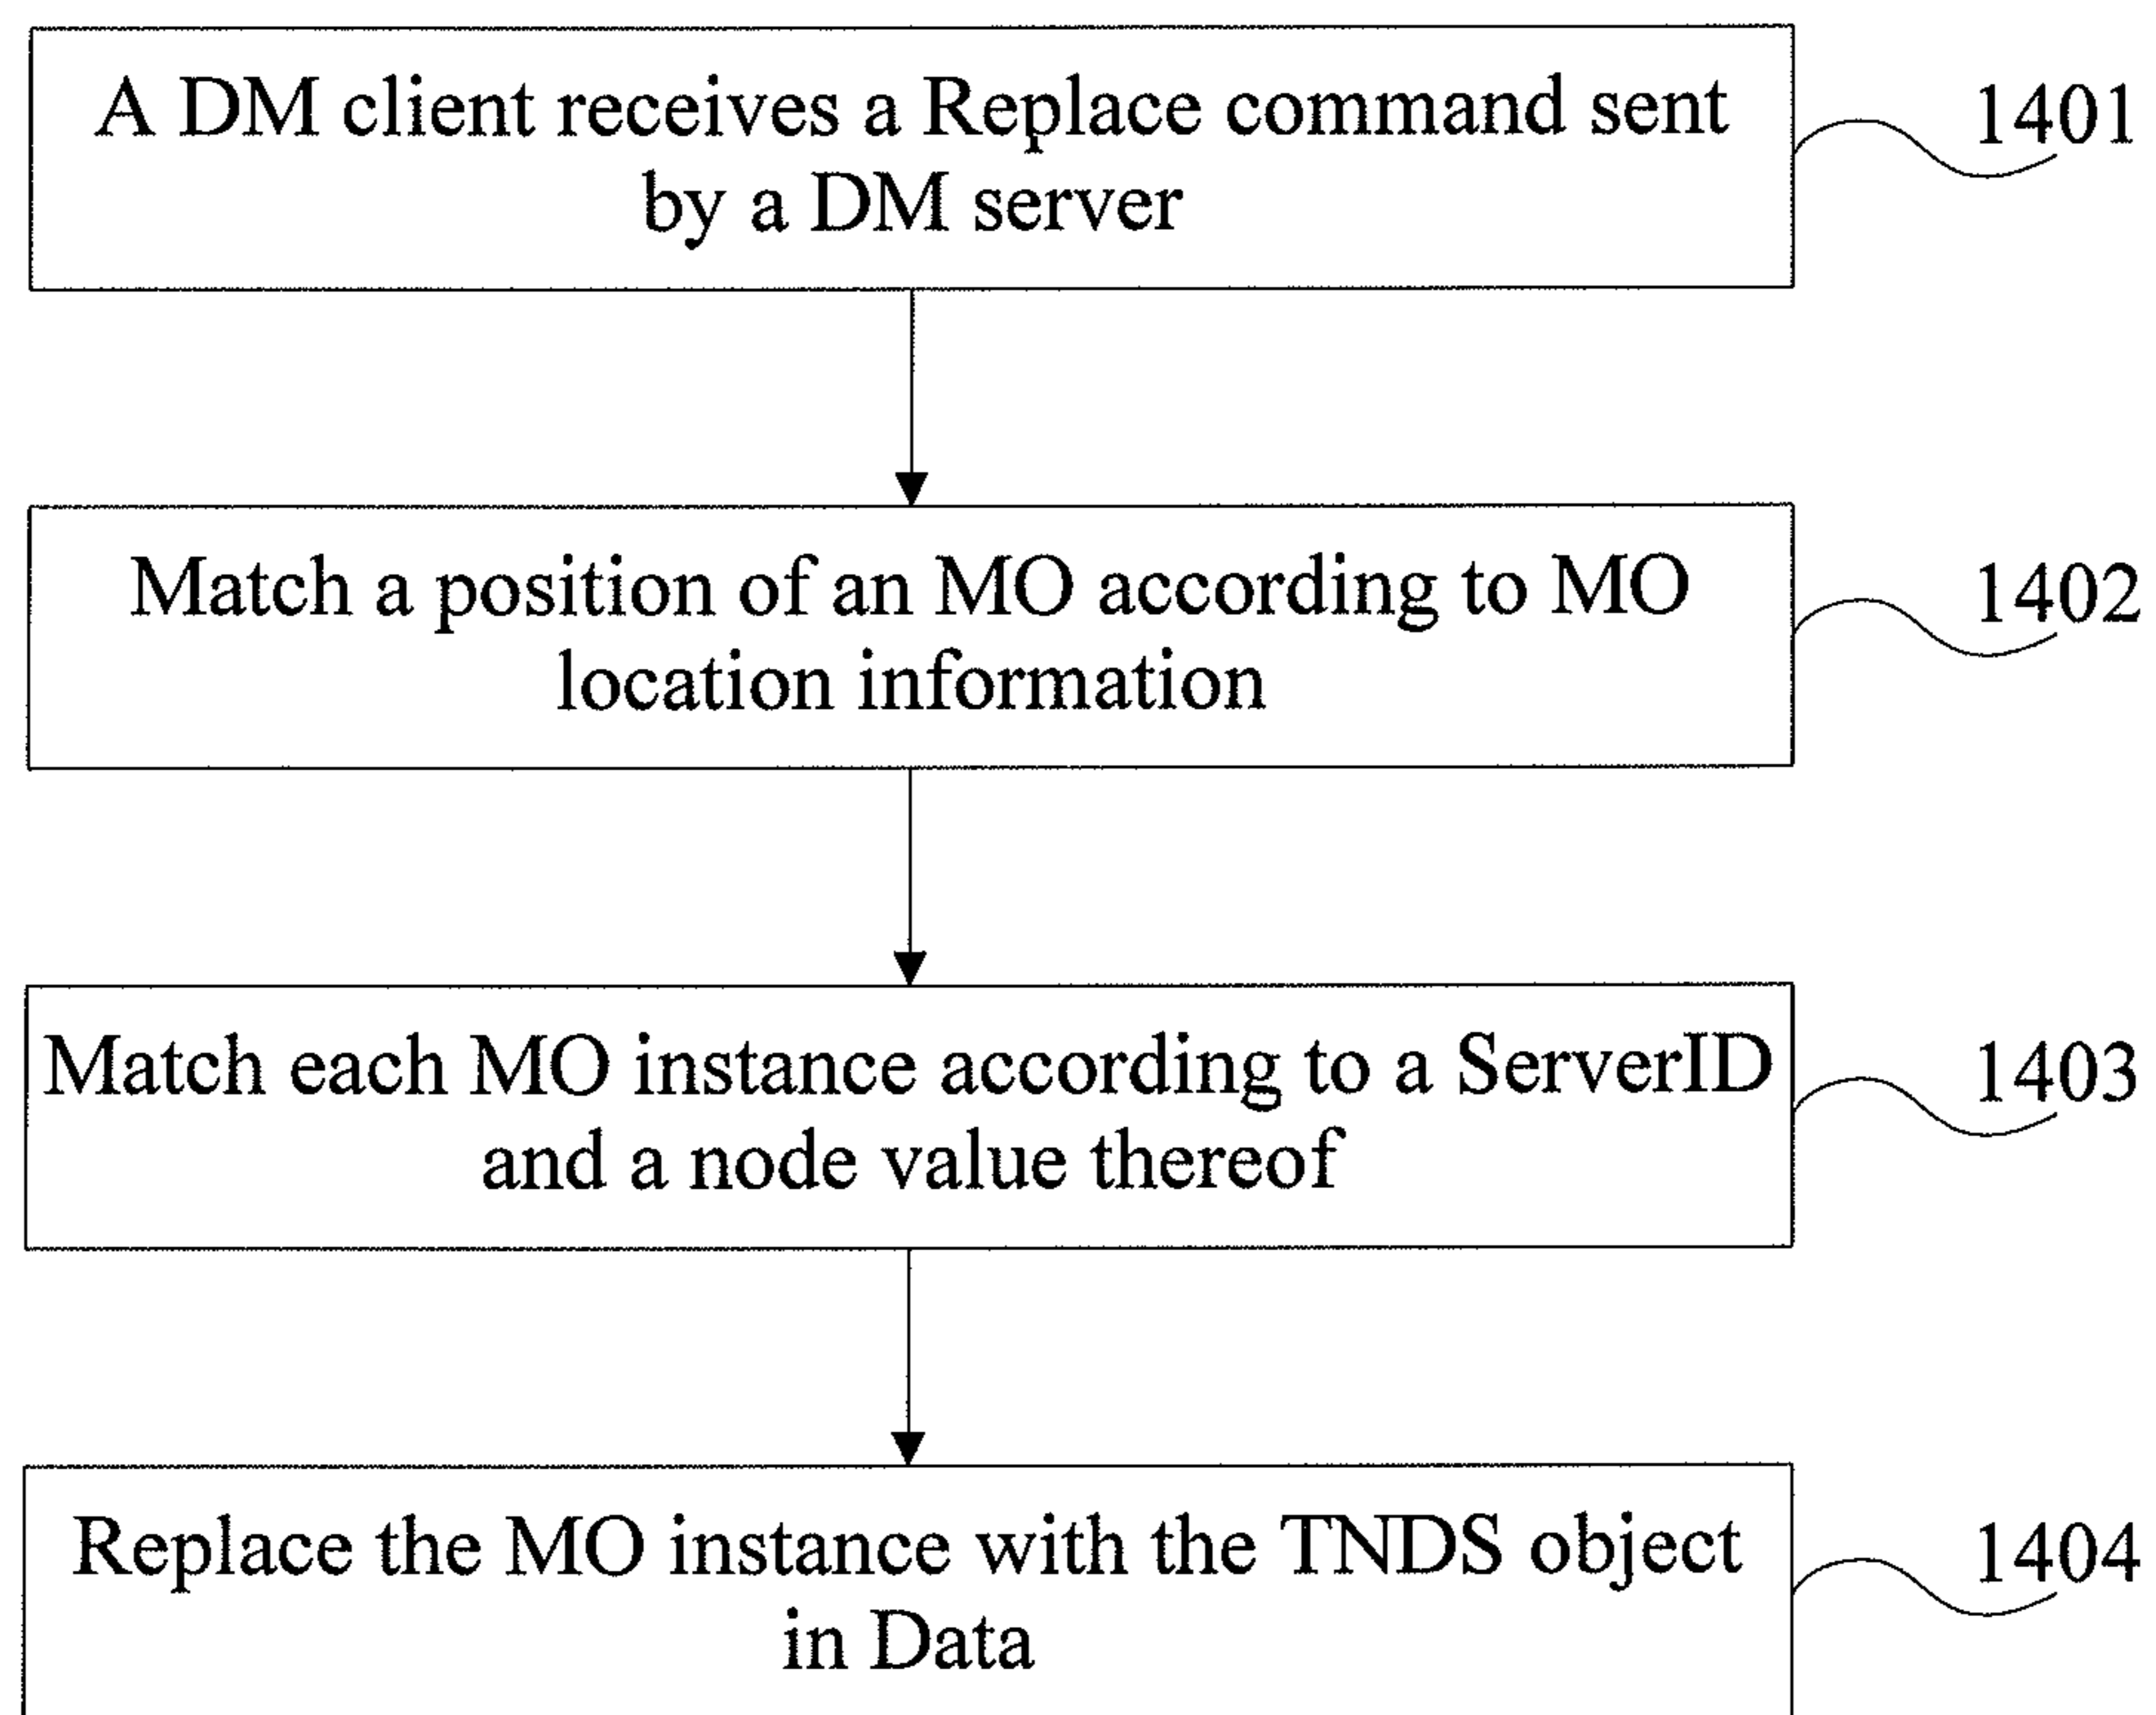 A DM client receives a Replace command sent
by a DM server
1401
Match a position of an MO according to MO
location information
1402
Match each MO instance according to a ServerID
and a node value thereof
1403
Replace the MO instance with the TNDS object
in Data
1404